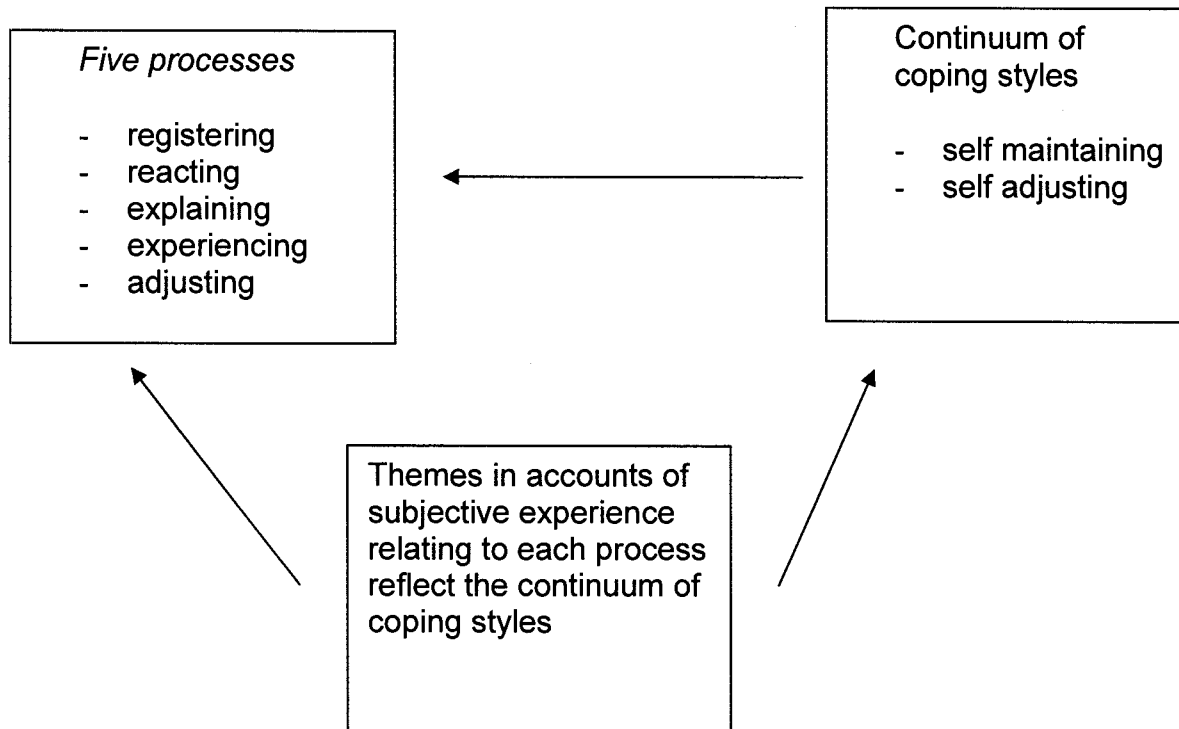 Five processes
- registering
- reacting
- explaining
- experiencing
- adjusting
Continuum of
coping styles
- self maintaining
- self adjusting
Themes in accounts of
subjective experience
relating to each process
reflect the continuum of
coping styles